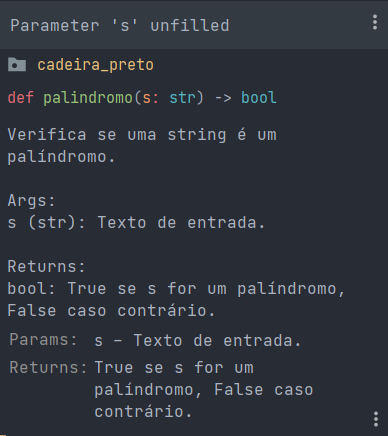 Parameter 's' unfilled
cadeira_preto
def palindromo(s: str) -> bool
Verifica se uma string é um
palíndromo.
Args:
s (str): Texto de entrada.
Returns:
bool: True se s for um palíndromo,
False caso contrário.
Params: s – Texto de entrada.
Returns: True se s for um
palíndromo, False caso
contrário.